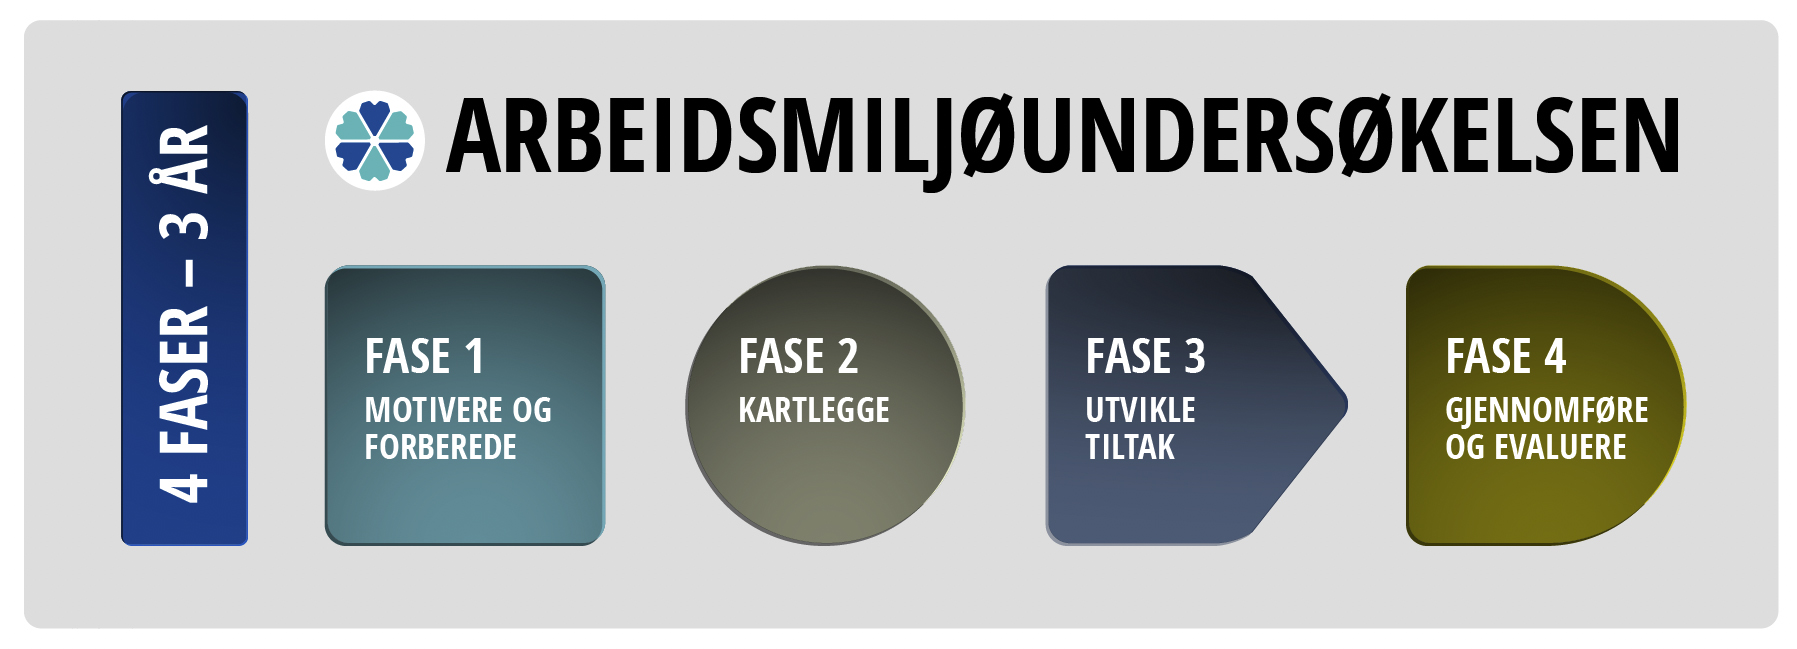 4 FASER – 3 ÅR
ARBEIDSMILJØUNDERSØKELSEN
FASE 1
MOTIVERE OG
FORBEREDE
FASE 2
KARTLEGGE
FASE 3
UTVIKLE
TILTAK
FASE 4
GJENNOMFØRE
OG EVALUERE